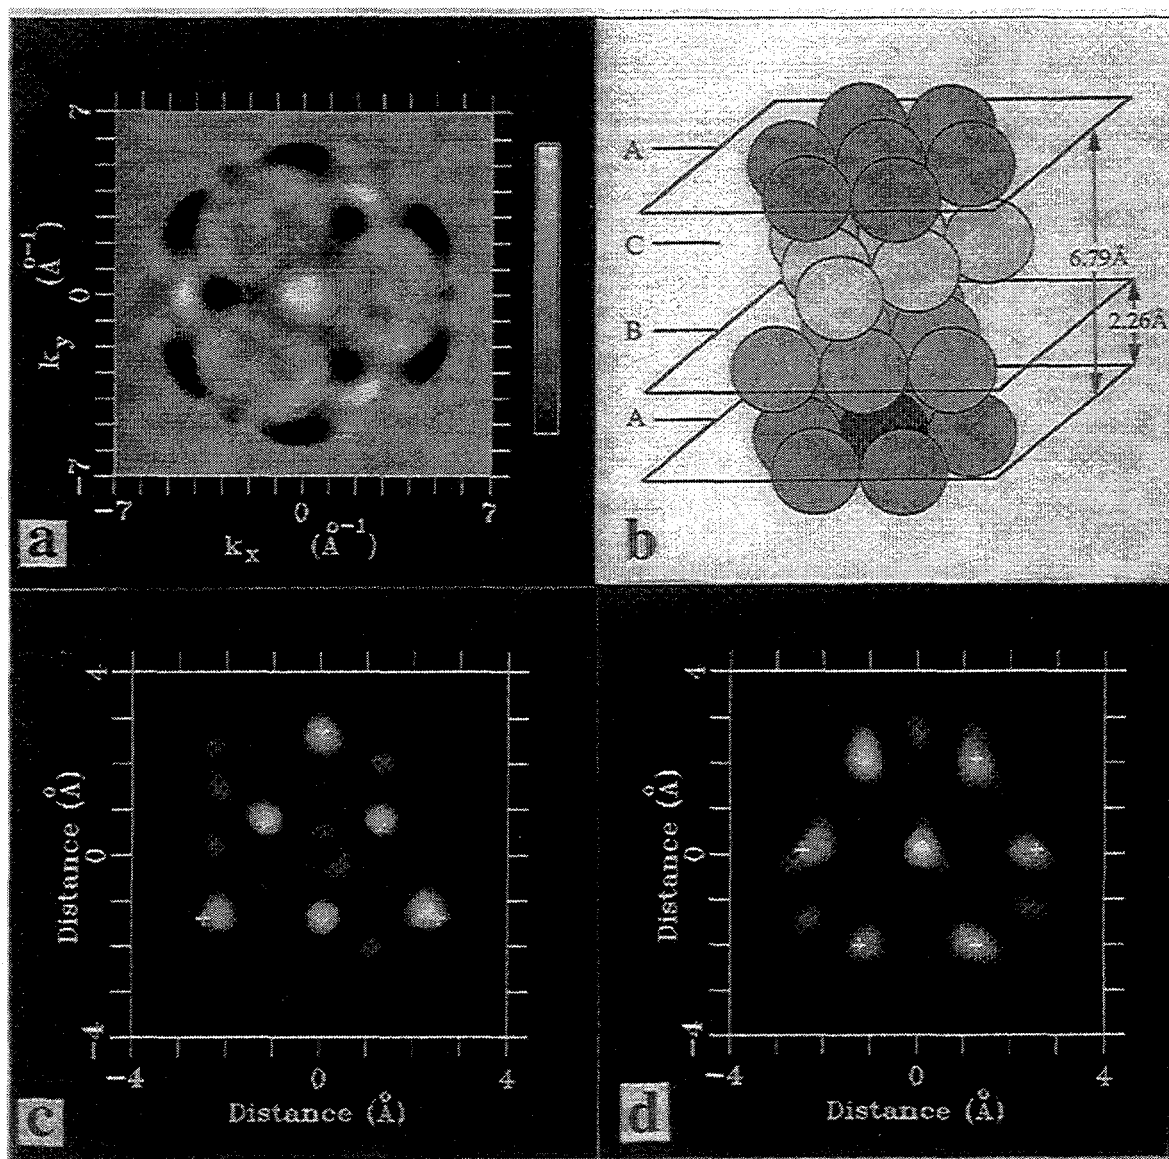 7
0
-7
k_y (Å⁻¹)
-7 0 7
k_x (Å⁻¹)
a
A
C
B
A
6.79Å
2.26Å
b
4
0
-4
Distance (Å)
-4 0 4
Distance (Å)
c
4
0
-4
Distance (Å)
-4 0 4
Distance (Å)
d